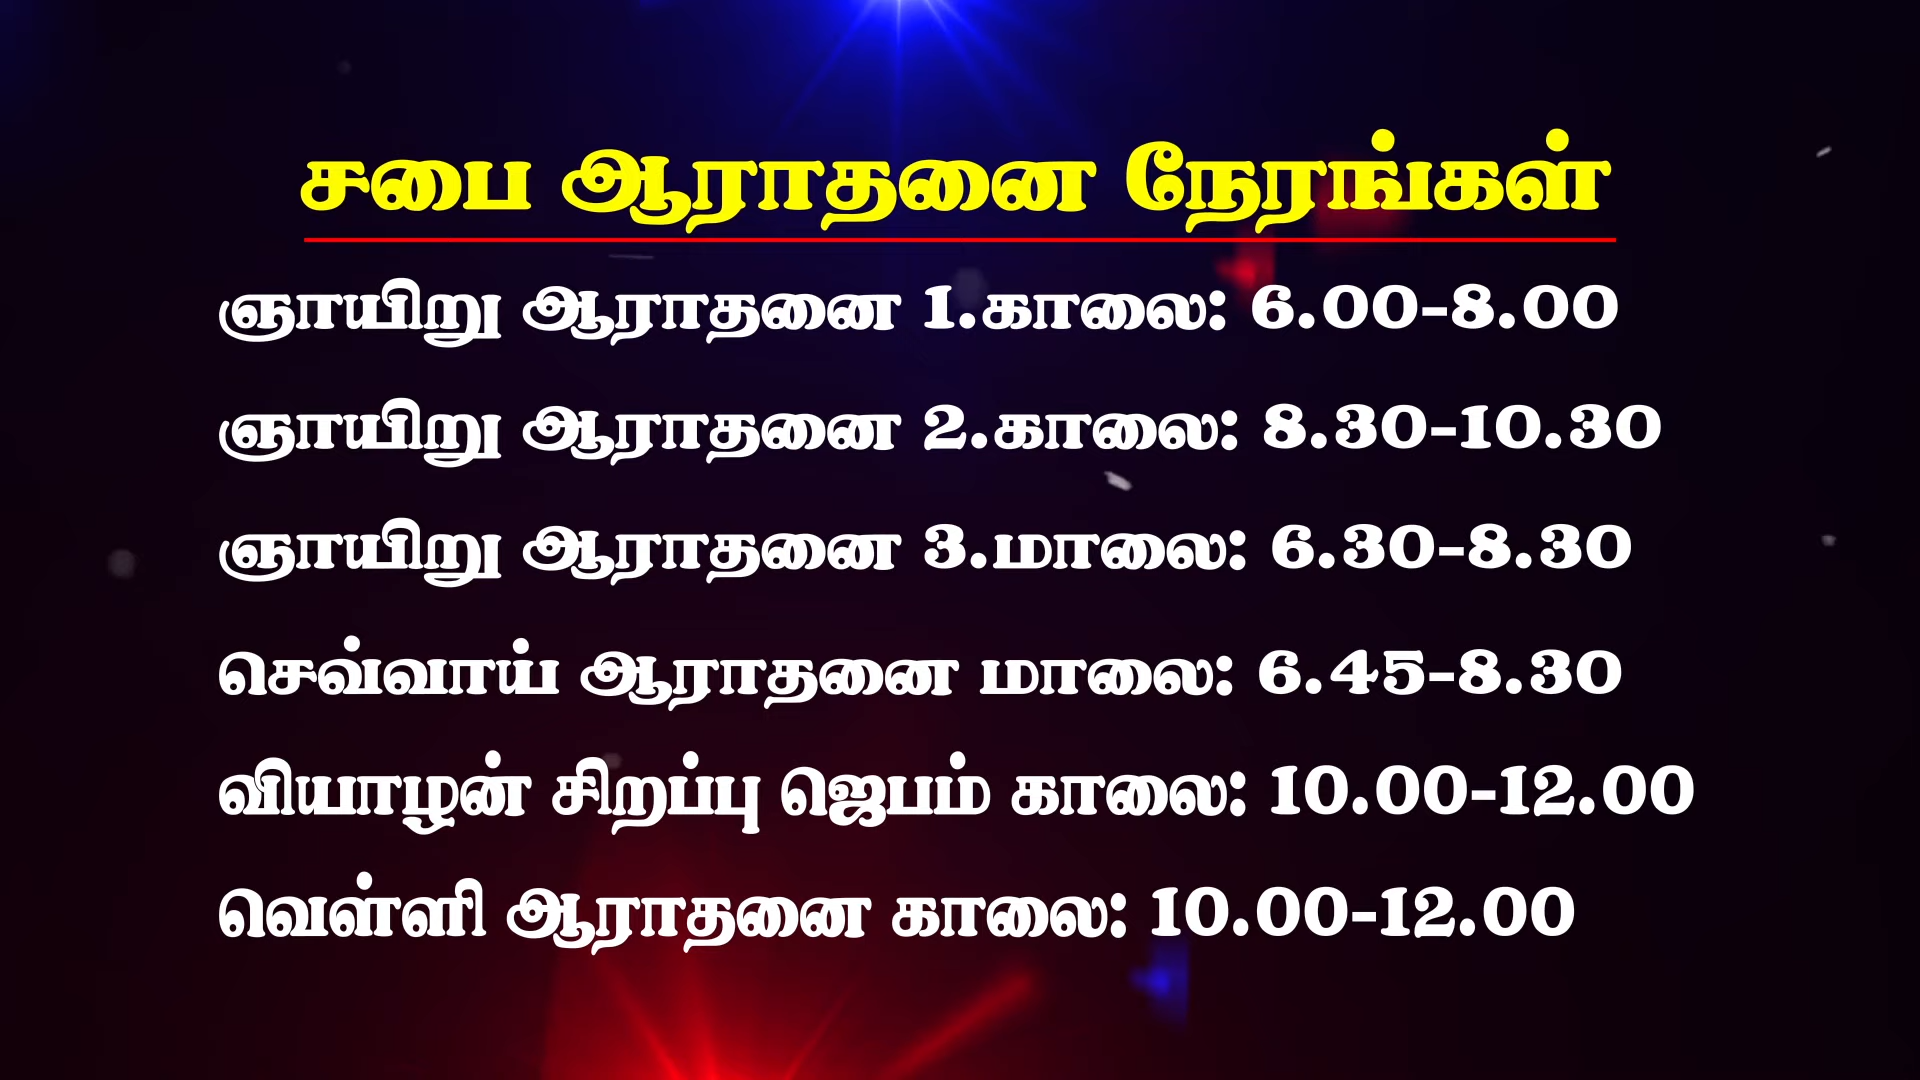 சபை ஆராதனை நேரங்கள்
ஞாயிறு ஆராதனை 1.காலை: 6.00-8.00
ஞாயிறு ஆராதனை 2.காலை: 8.30-10.30
ஞாயிறு ஆராதனை 3.மாலை: 6.30-8.30
செவ்வாய் ஆராதனை மாலை: 6.45-8.30
வியாழன் சிறப்பு ஜெபம் காலை: 10.00-12.00
வெள்ளி ஆராதனை காலை: 10.00-12.00